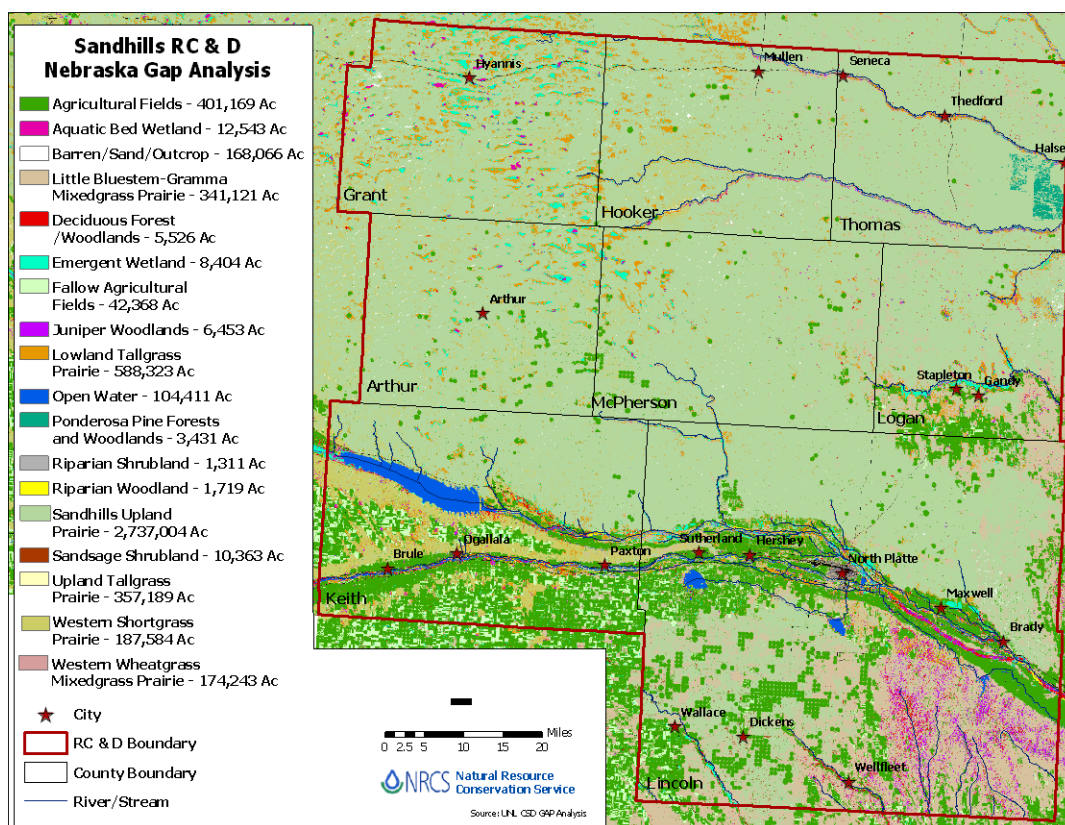 Sandhills RC & D
Nebraska Gap Analysis
Agricultural Fields - 401,169 Ac
Aquatic Bed Wetland - 12,543 Ac
Barren/Sand/Outcrop - 168,066 Ac
Little Bluestem-Gramma
Mixedgrass Prairie - 341,121 Ac
Deciduous Forest
/Woodlands - 5,526 Ac
Emergent Wetland - 8,404 Ac
Fallow Agricultural
Fields - 42,368 Ac
Juniper Woodlands - 6,453 Ac
Lowland Tallgrass
Prairie - 588,323 Ac
Open Water - 104,411 Ac
Ponderosa Pine Forests
and Woodlands - 3,431 Ac
Riparian Shrubland - 1,311 Ac
Riparian Woodland - 1,719 Ac
Sandhills Upland
Prairie - 2,737,004 Ac
Sandsage Shrubland - 10,363 Ac
Upland Tallgrass
Prairie - 357,189 Ac
Western Shortgrass
Prairie - 187,584 Ac
Western Wheatgrass
Mixedgrass Prairie - 174,243 Ac
City
RC & D Boundary
County Boundary
River/Stream
Hyannis
Mullen
Seneca
Thedford
Halse
Grant
Hooker
Thomas
Arthur
Arthur
McPherson
Stapleton
Gandy
Logan
Brule
Ogallala
Paxton
Sutherland
Hershey
North Platte
Maxwell
Brady
Keith
Wallace
Dickens
Wellfleet
Lincoln
Miles
0 2.5 5 10 20
NRCS Natural Resource
Conservation Service
Source: UNL CSD GAP Analysis